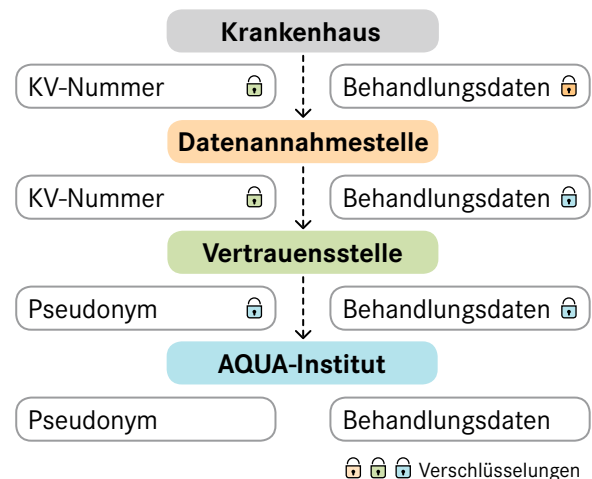 Krankenhaus
KV-Nummer Behandlungsdaten
Datenannahmestelle
KV-Nummer Behandlungsdaten
Vertrauensstelle
Pseudonym Behandlungsdaten
AQUA-Institut
Pseudonym Behandlungsdaten
Verschlüsselungen